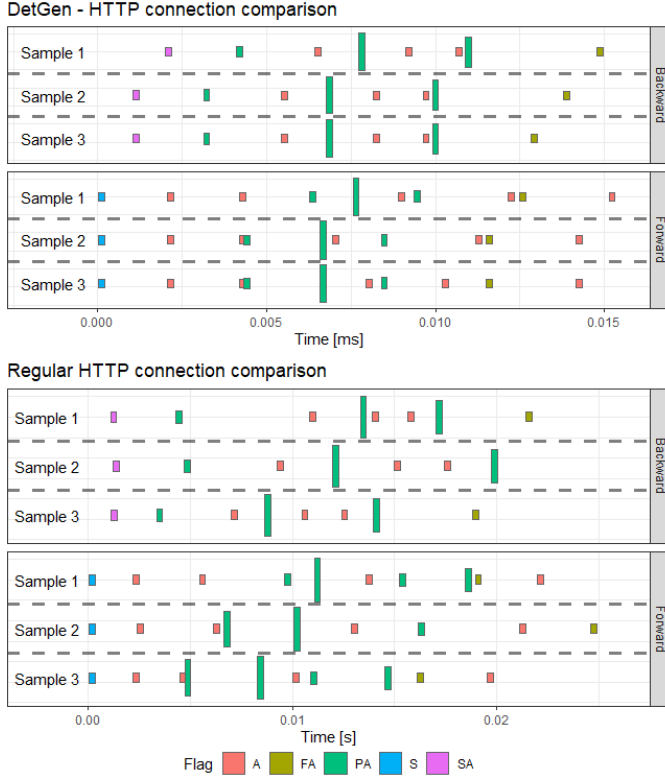 DetGen - HTTP connection comparison
Sample 1
Sample 2
Sample 3
Backward
Sample 1
Sample 2
Sample 3
Forward
0.000 0.005 0.010 0.015
Time [ms]
Regular HTTP connection comparison
Sample 1
Sample 2
Sample 3
Backward
Sample 1
Sample 2
Sample 3
Forward
0.00 0.01 0.02
Time [s]
Flag A FA PA S SA